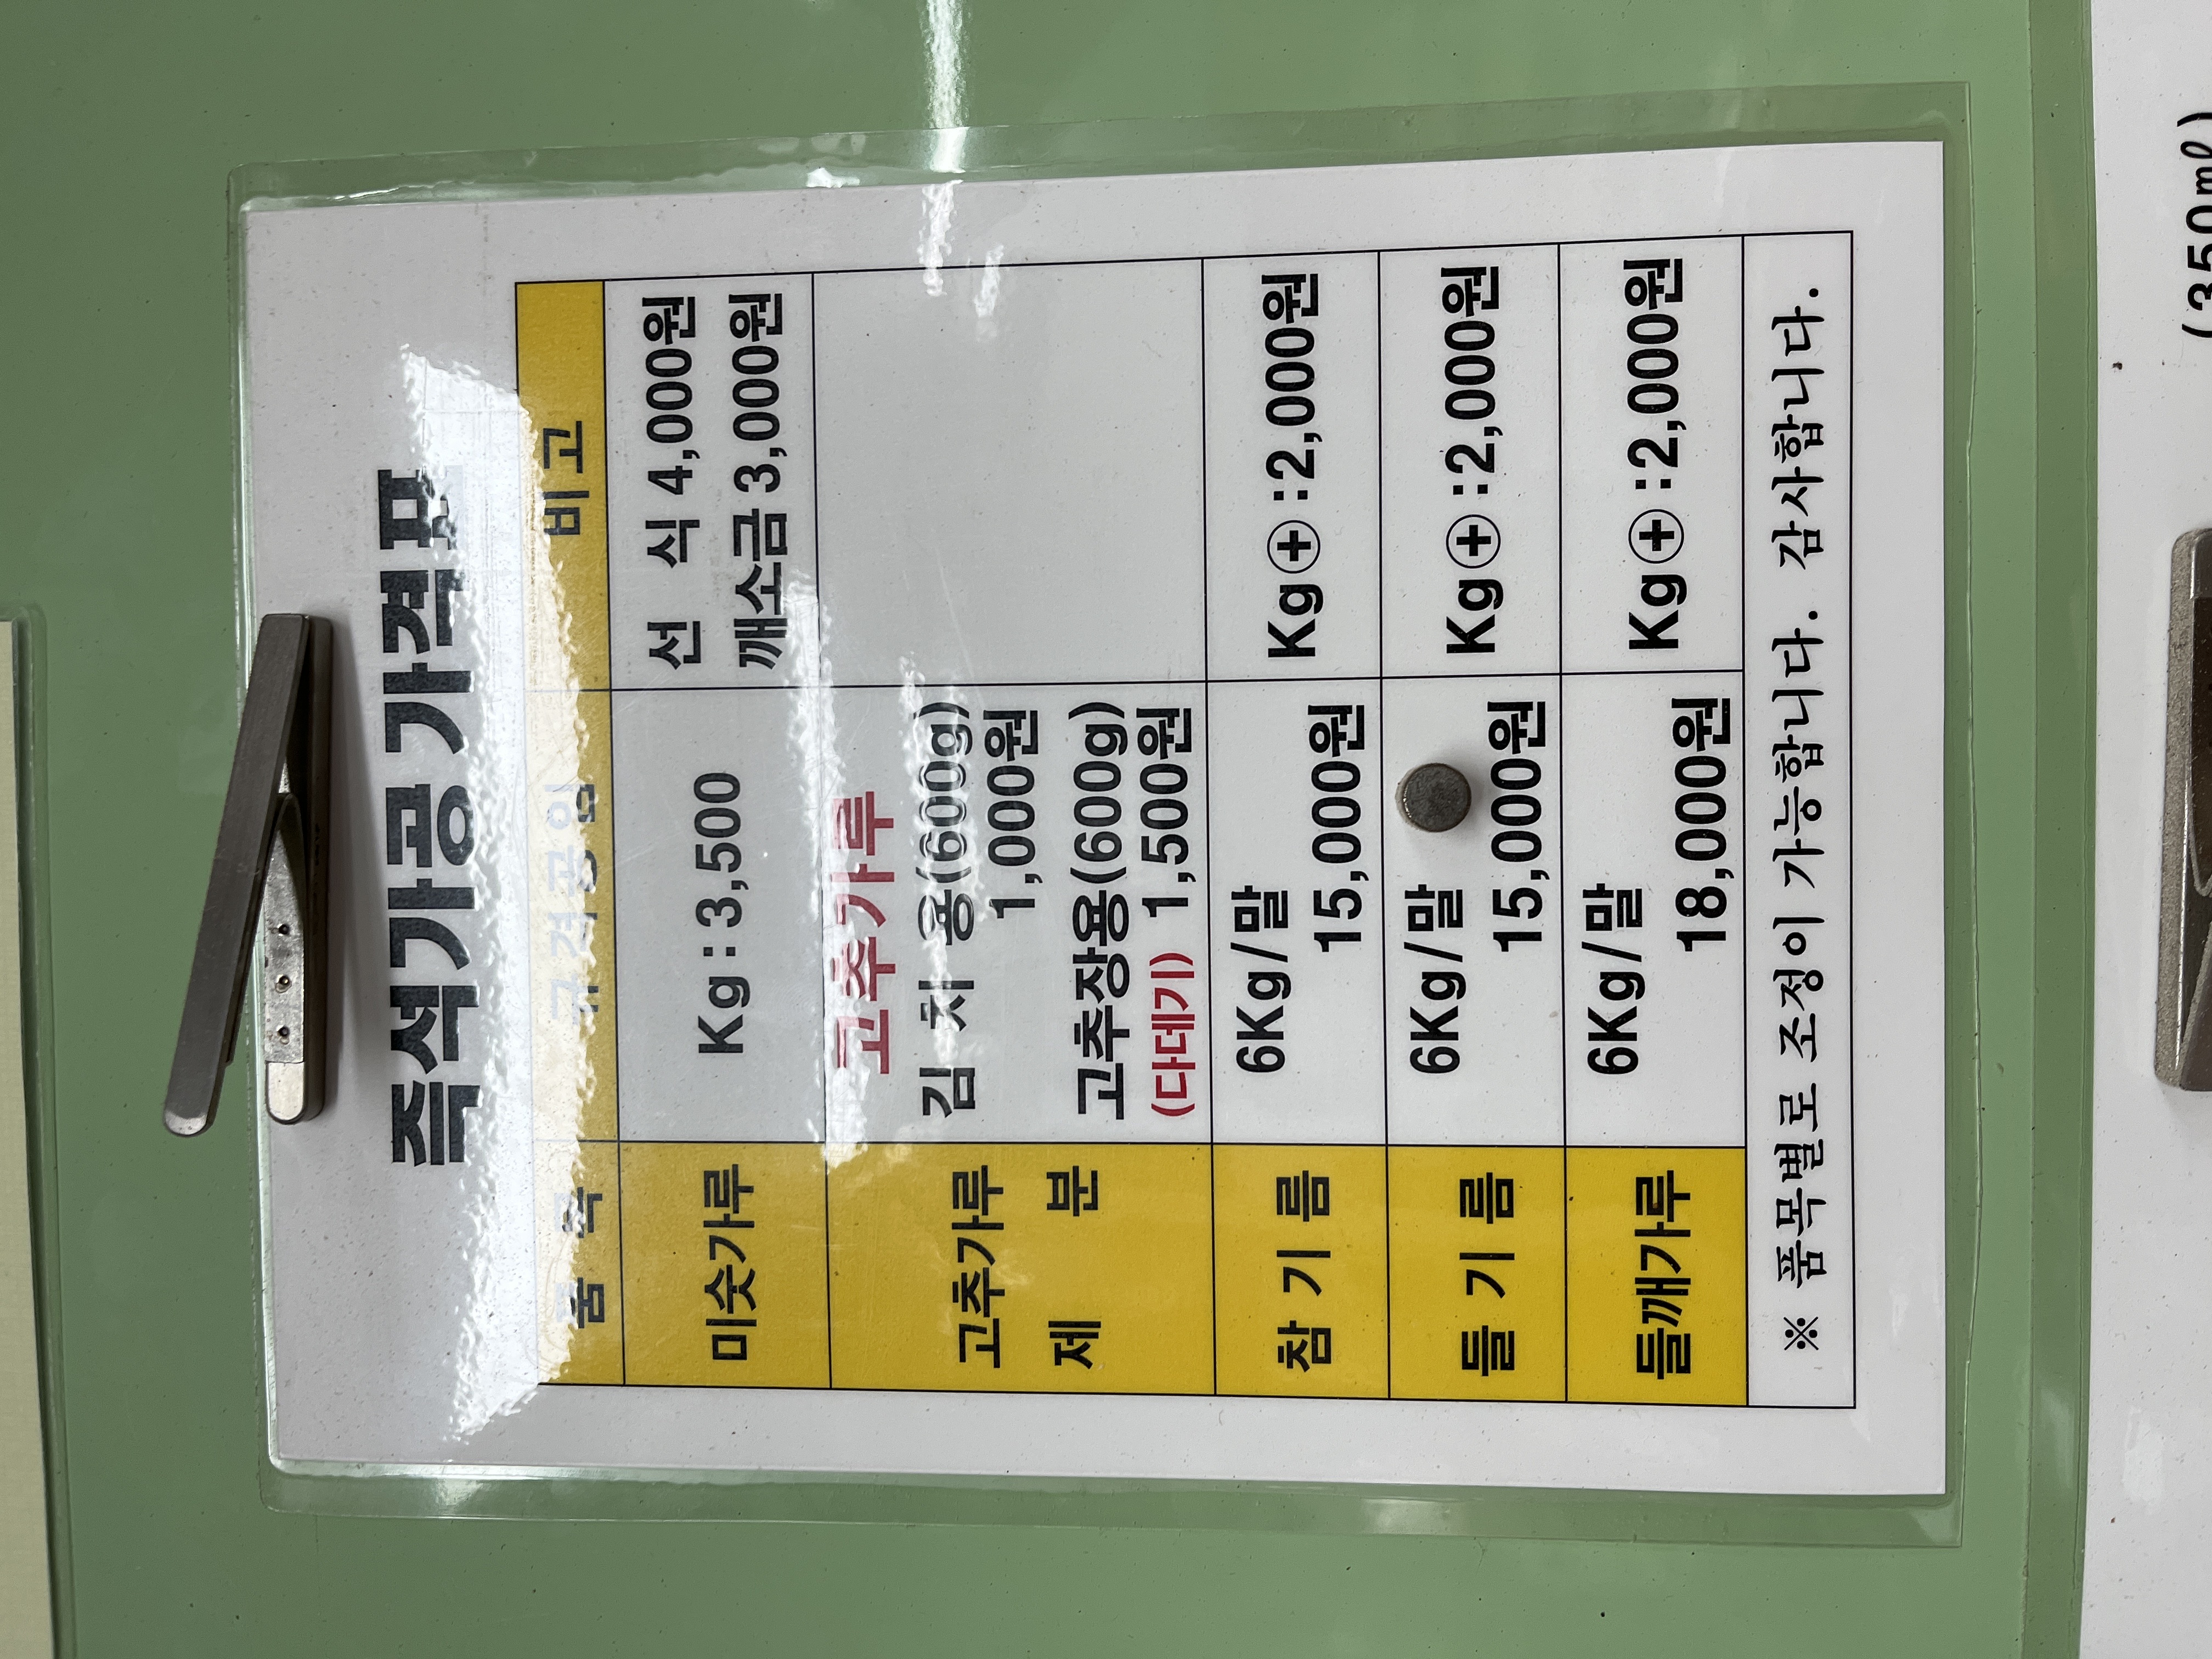 즉석가공 가격표
품 목 규격공임 비고
미숫가루 Kg : 3,500 선 식 4,000원
깨소금 3,000원
고추가루
제 분
고추가루
김 치 용(600g)
1,000원
고추장용(600g)
(다데기) 1,500원
참 기 름 6Kg/말 Kg⊕ :2,000원
15,000원
들 기 름 6Kg/말 Kg⊕ :2,000원
15,000원
들깨가루 6Kg/말 Kg⊕ :2,000원
18,000원
※ 품목별로 조정이 가능합니다. 감사합니다.
(350㎖)